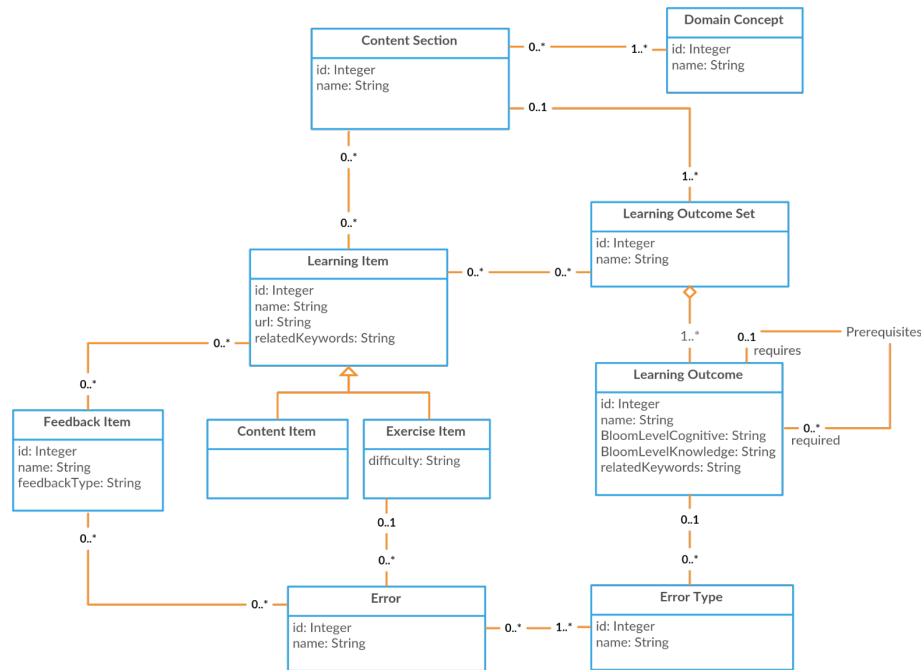 Domain Concept
id: Integer
name: String
Content Section
id: Integer
name: String
0..*
1..*
0..1
0..*
1..*
Learning Outcome Set
id: Integer
name: String
0..*
Learning Item
id: Integer
name: String
url: String
relatedKeywords: String
0..*
0..*
1..*
0..1
requires
Prerequisites
0..*
0..*
Learning Outcome
id: Integer
name: String
BloomLevelCognitive: String
BloomLevelKnowledge: String
relatedKeywords: String
0..*
required
Feedback Item
id: Integer
name: String
feedbackType: String
Content Item
Exercise Item
difficulty: String
0..1
0..1
0..*
0..*
0..*
Error
id: Integer
name: String
0..*
0..*
1..*
Error Type
id: Integer
name: String